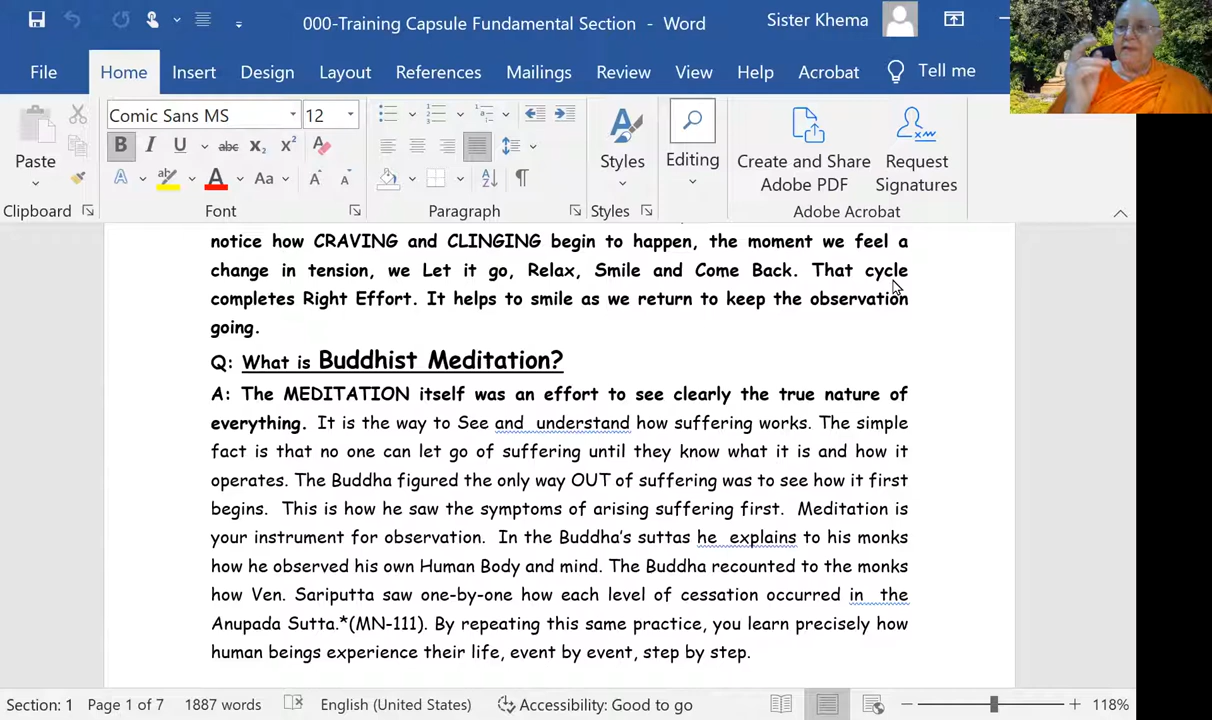 000-Training Capsule Fundamental Section - Word
Sister Khema
File Home Insert Design Layout References Mailings Review View Help Acrobat Tell me
Comic Sans MS 12
B I U abc x₂ x²
A A Aa A A
Paste
Styles
Editing
Create and Share
Adobe PDF
Request
Signatures
Clipboard Font Paragraph Styles Adobe Acrobat
notice how CRAVING and CLINGING begin to happen, the moment we feel a
change in tension, we Let it go, Relax, Smile and Come Back. That cycle
completes Right Effort. It helps to smile as we return to keep the observation
going.
Q: What is Buddhist Meditation?
A: The MEDITATION itself was an effort to see clearly the true nature of
everything. It is the way to See and understand how suffering works. The simple
fact is that no one can let go of suffering until they know what it is and how it
operates. The Buddha figured the only way OUT of suffering was to see how it first
begins. This is how he saw the symptoms of arising suffering first. Meditation is
your instrument for observation. In the Buddha's suttas he explains to his monks
how he observed his own Human Body and mind. The Buddha recounted to the monks
how Ven. Sariputta saw one-by-one how each level of cessation occurred in the
Anupada Sutta.*(MN-111). By repeating this same practice, you learn precisely how
human beings experience their life, event by event, step by step.
Section: 1 Page 1 of 7 1887 words English (United States) Accessibility: Good to go 118%